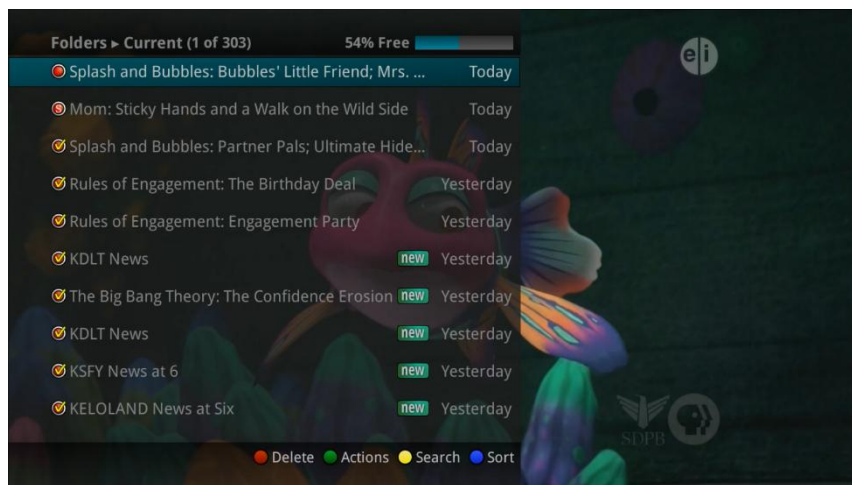 Folders ▸ Current (1 of 303) 54% Free
Splash and Bubbles: Bubbles' Little Friend; Mrs. ... Today
S Mom: Sticky Hands and a Walk on the Wild Side Today
Splash and Bubbles: Partner Pals; Ultimate Hide... Today
Rules of Engagement: The Birthday Deal Yesterday
Rules of Engagement: Engagement Party Yesterday
KDLT News new Yesterday
The Big Bang Theory: The Confidence Erosion new Yesterday
KDLT News new Yesterday
KSFY News at 6 new Yesterday
KELOLAND News at Six new Yesterday
Delete Actions Search Sort
e/i
SDPB